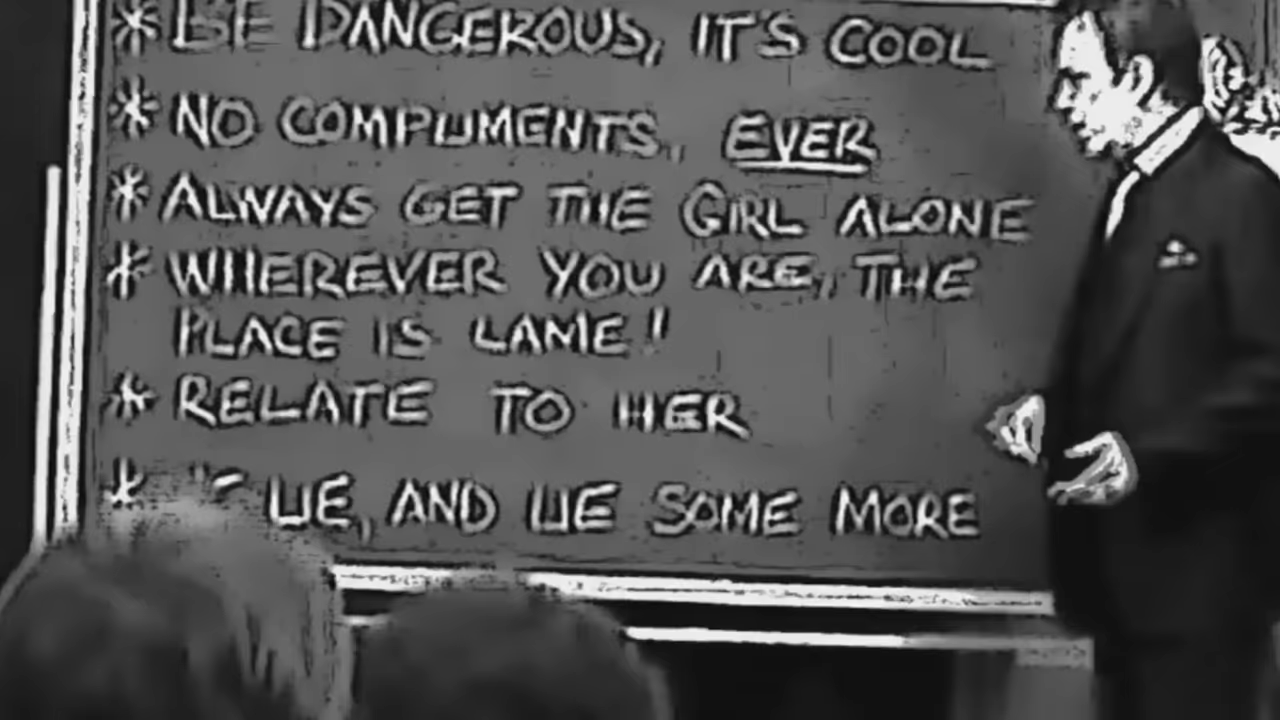 * BE DANGEROUS, IT'S COOL
* NO COMPLIMENTS, EVER
* ALWAYS GET THE GIRL ALONE
* WHEREVER YOU ARE, THE
PLACE IS LAME!
* RELATE TO HER
* LIE, AND LIE SOME MORE